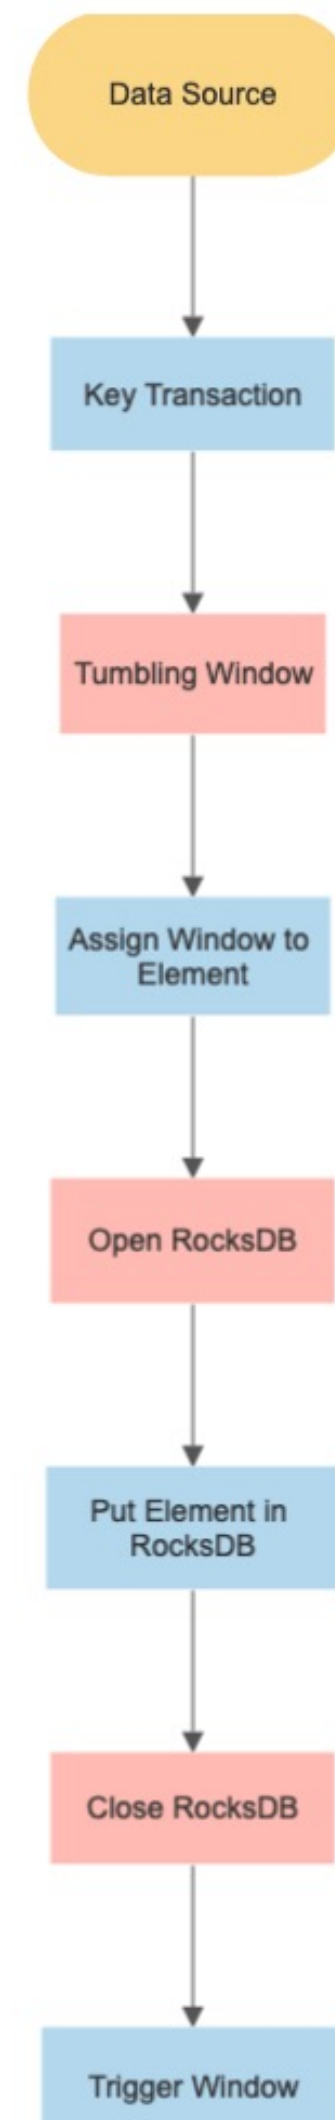 Data Source
Key Transaction
Tumbling Window
Assign Window to
Element
Open RocksDB
Put Element in
RocksDB
Close RocksDB
Trigger Window